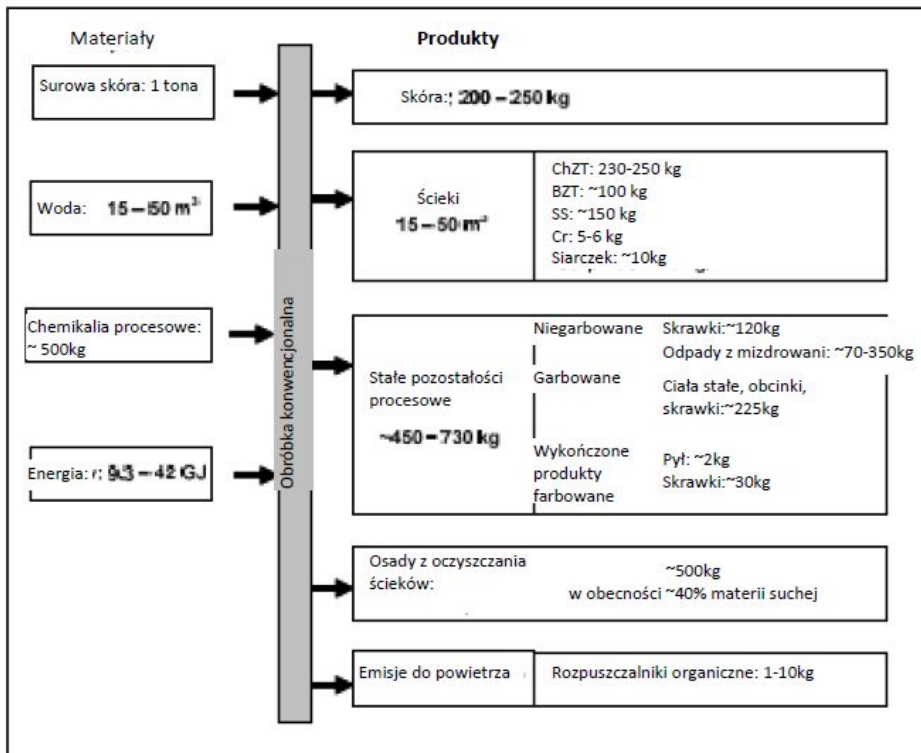 Materiały
Produkty
Surowa skóra: 1 tona
Skóra: 200 – 250 kg
Woda: 15 – 50 m³
Ścieki
15 – 50 m³
ChZT: 230-250 kg
BZT: ~100 kg
SS: ~150 kg
Cr: 5-6 kg
Siarczek: ~10kg
Chemikalia procesowe:
~ 500kg
Obróbka konwencjonalna
Stałe pozostałości
procesowe
~450 – 730 kg
Niegarbowane
Skrawki:~120kg
Odpady z mizdrowani: ~70-350kg
Garbowane
Ciała stałe, obcinki,
skrawki:~225kg
Wykończone
produkty
farbowane
Pył: ~2kg
Skrawki:~30kg
Energia: 9.3 – 42 GJ
Osady z oczyszczania
ścieków:
~500kg
w obecności ~40% materii suchej
Emisje do powietrza
Rozpuszczalniki organiczne: 1-10kg